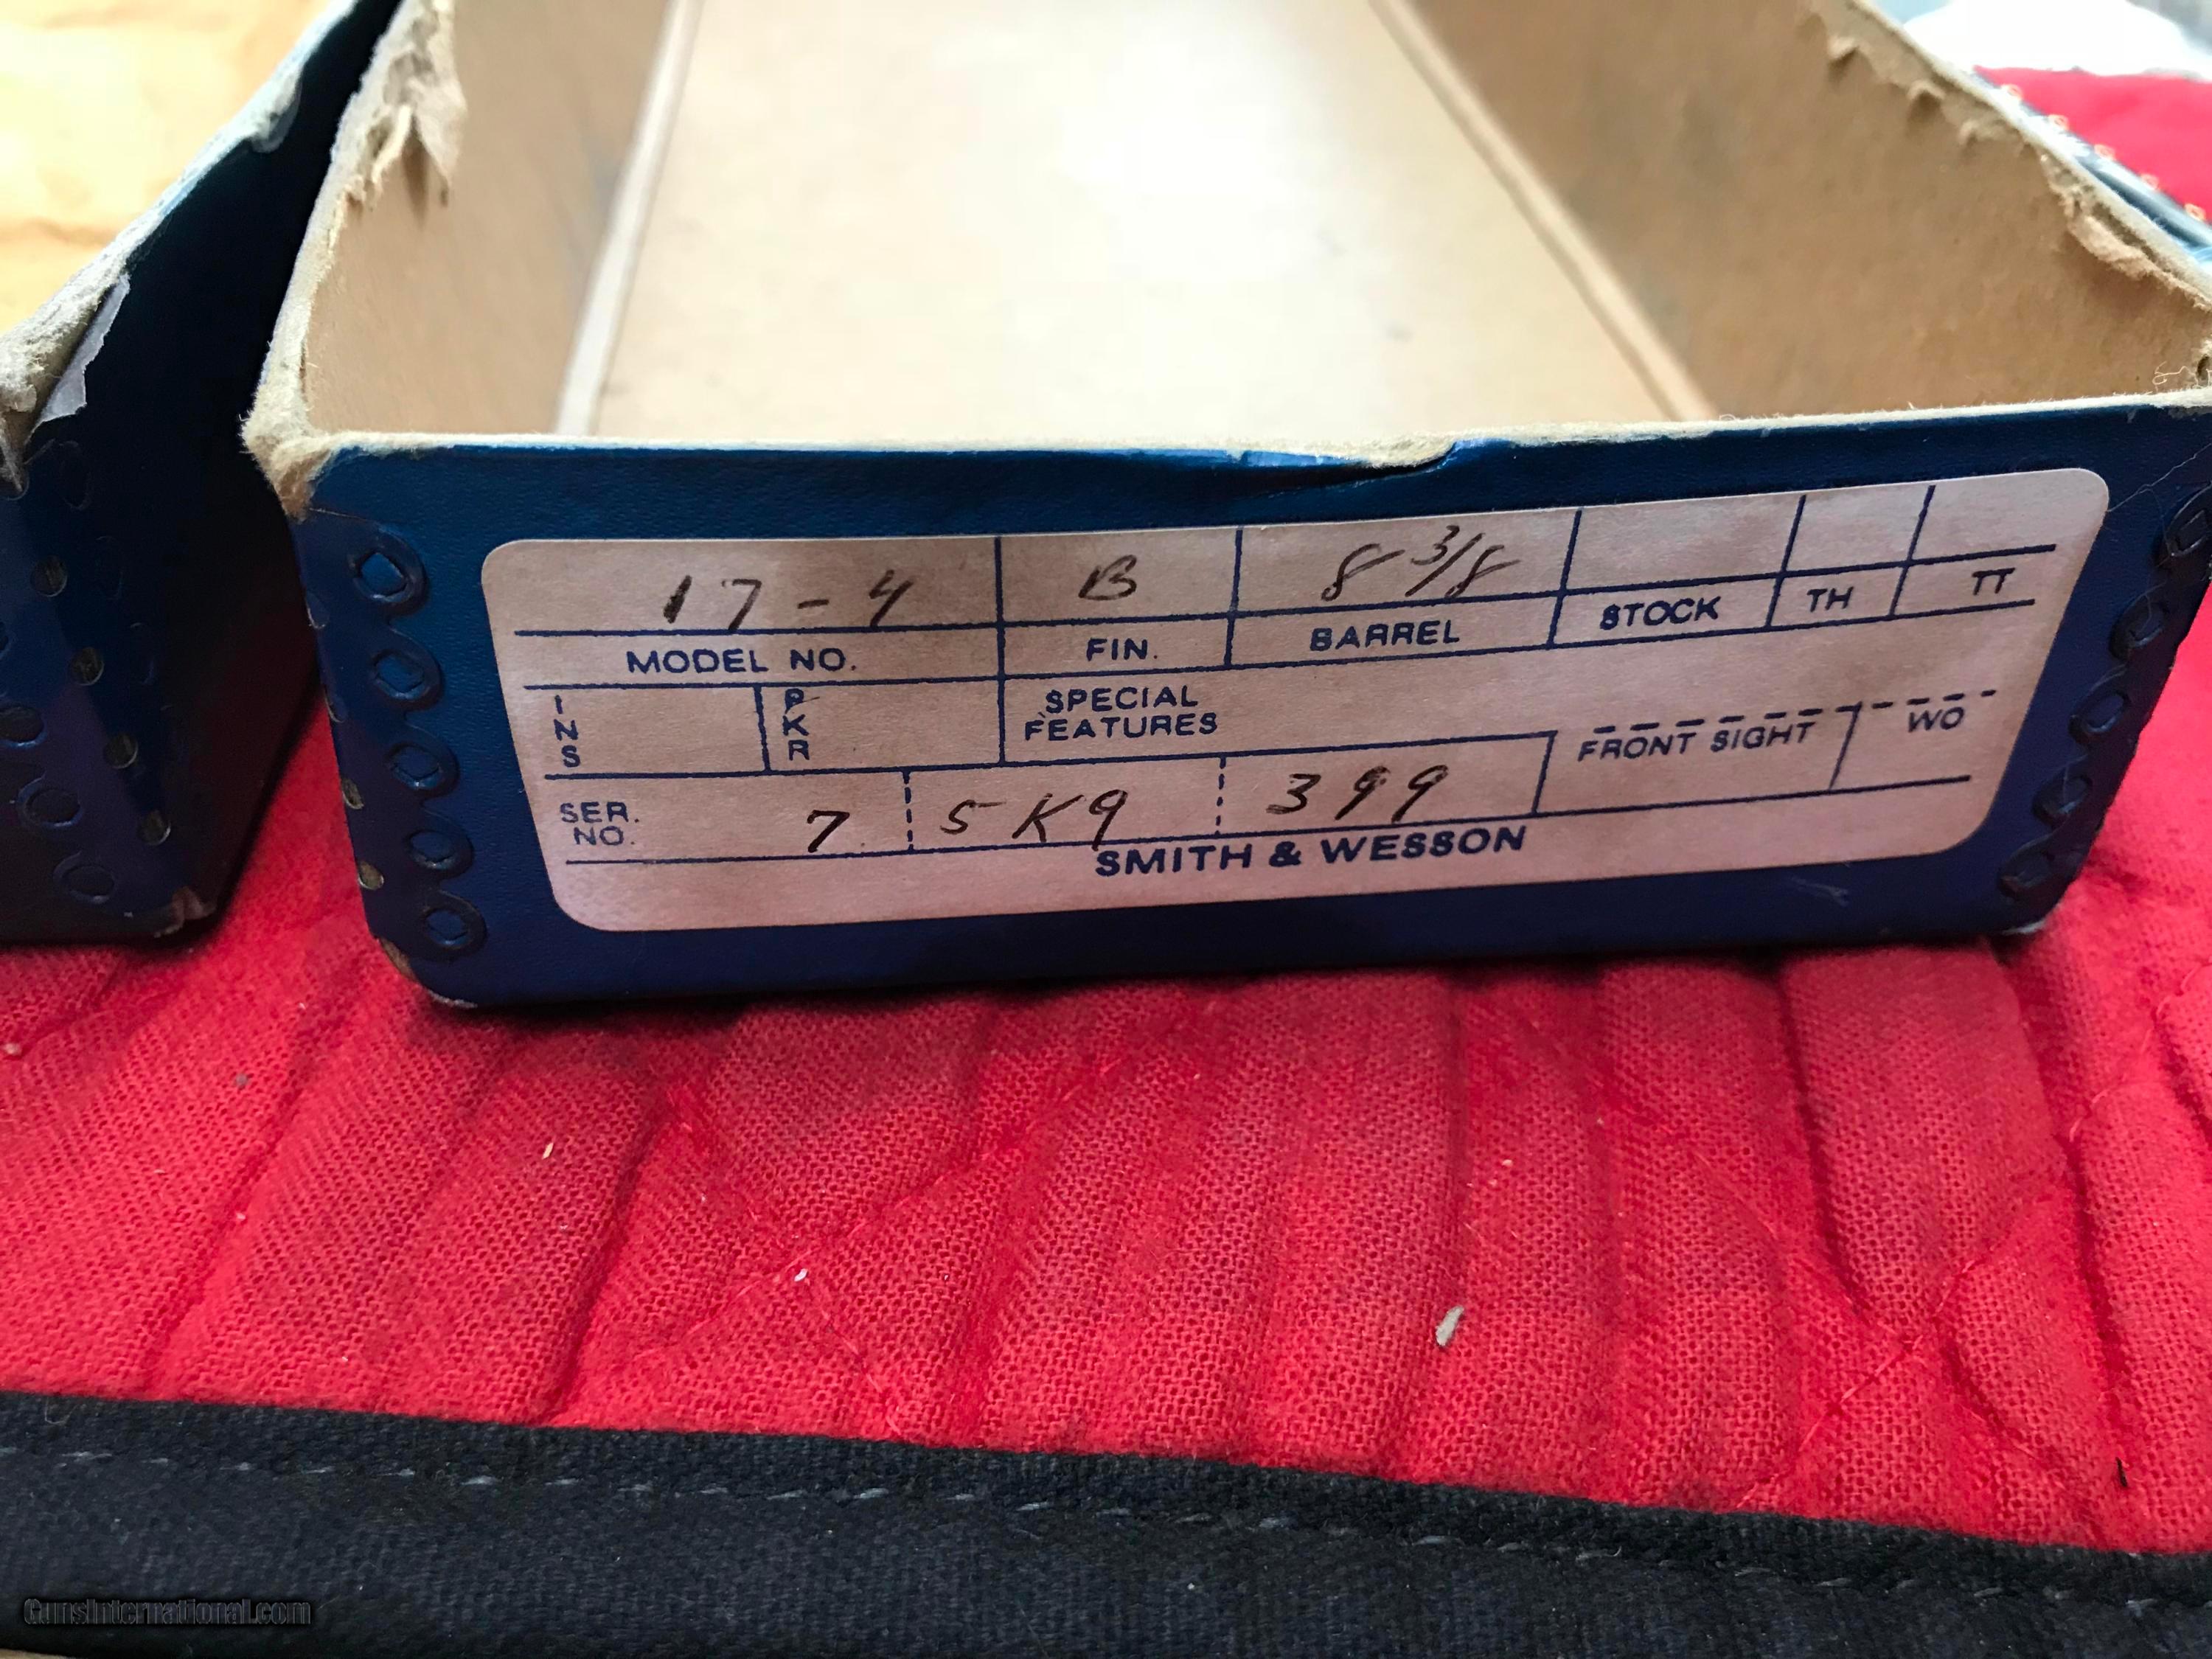 17-4 B 8 3/8
MODEL NO. FIN. BARREL STOCK TH TT
INS PKR SPECIAL
FEATURES
FRONT SIGHT WO
SER.
NO. 7 5K9 399
SMITH & WESSON
GunsInternational.com